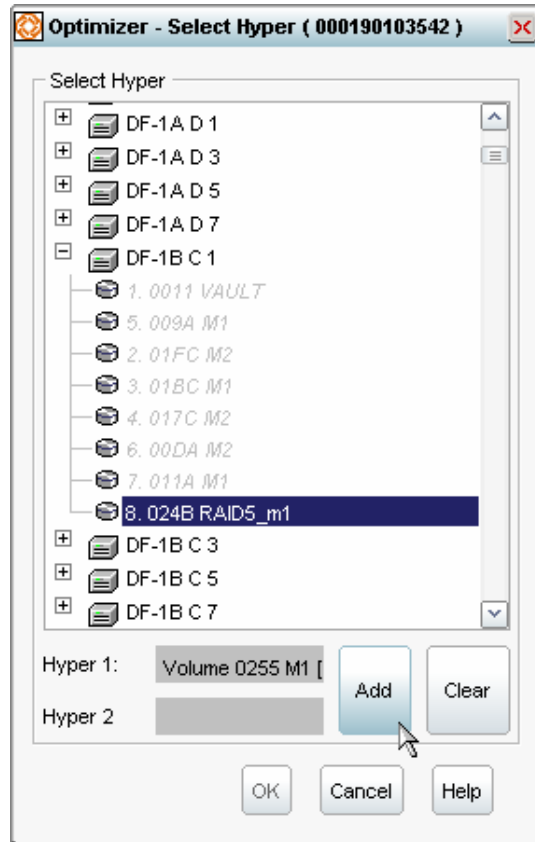 Optimizer - Select Hyper ( 000190103542 )
Select Hyper
DF-1A D 1
DF-1A D 3
DF-1A D 5
DF-1A D 7
DF-1B C 1
1. 0011 VAULT
5. 009A M1
2. 01FC M2
3. 01BC M1
4. 017C M2
6. 00DA M2
7. 011A M1
8. 024B RAID5_m1
DF-1B C 3
DF-1B C 5
DF-1B C 7
Hyper 1: Volume 0255 M1 [
Add Clear
Hyper 2
OK Cancel Help